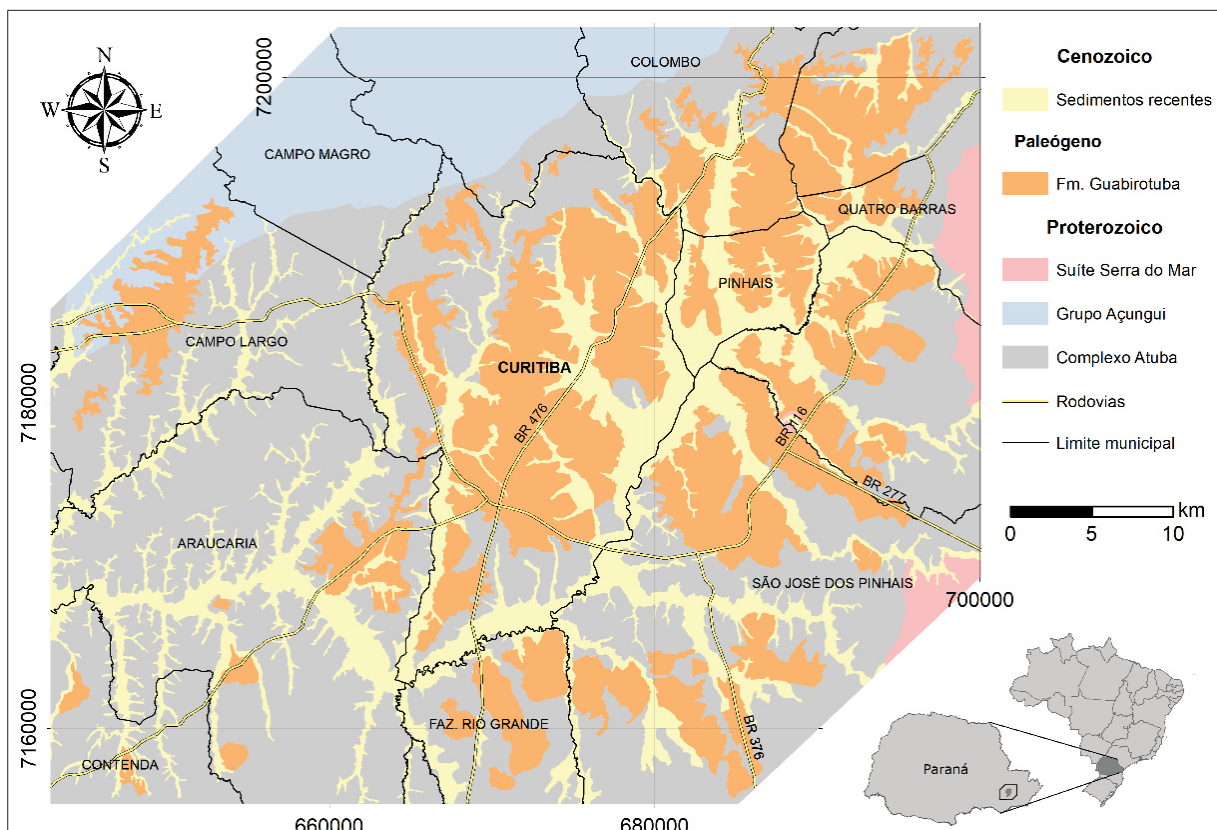 N
W E
S
7200000
7180000
7160000
660000
680000
700000
COLOMBO
CAMPO MAGRO
QUATRO BARRAS
PINHAIS
CAMPO LARGO
CURITIBA
BR 476
BR 116
BR 277
ARAUCARIA
SÃO JOSÉ DOS PINHAIS
FAZ. RIO GRANDE
BR 376
CONTENDA
Cenozoico
Sedimentos recentes
Paleógeno
Fm. Guabirotuba
Proterozoico
Suíte Serra do Mar
Grupo Açungui
Complexo Atuba
Rodovias
Limite municipal
km
0 5 10
Paraná